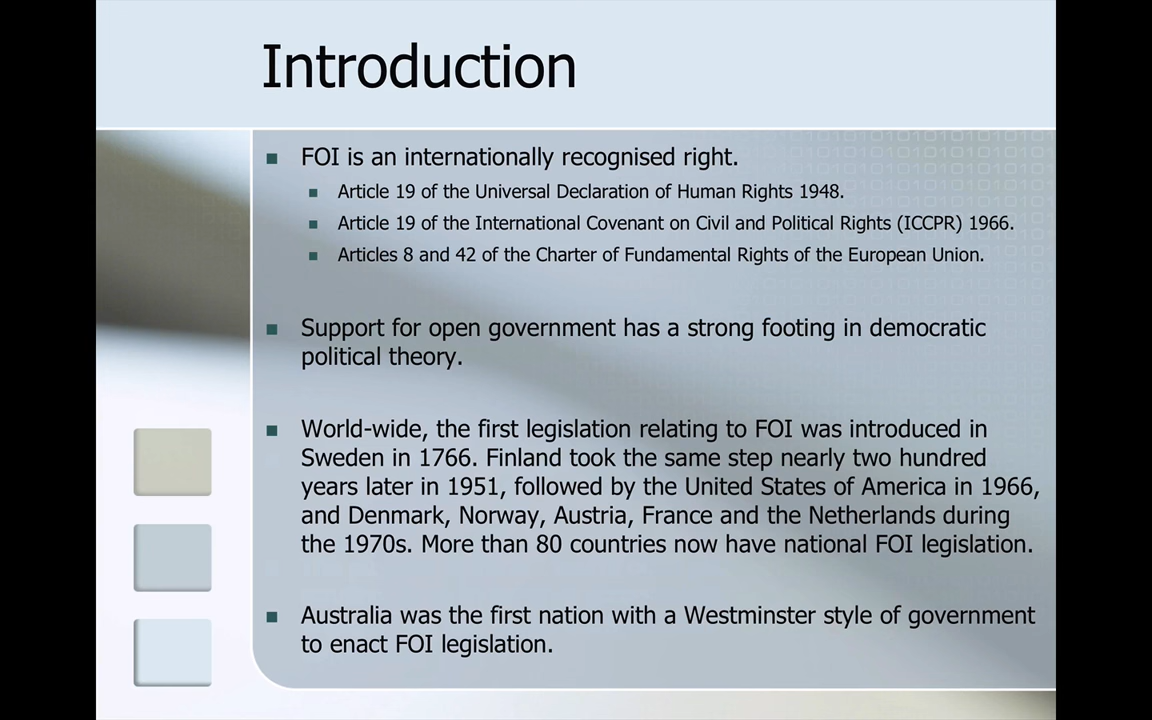 Introduction
FOI is an internationally recognised right.
Article 19 of the Universal Declaration of Human Rights 1948.
Article 19 of the International Covenant on Civil and Political Rights (ICCPR) 1966.
Articles 8 and 42 of the Charter of Fundamental Rights of the European Union.
Support for open government has a strong footing in democratic
political theory.
World-wide, the first legislation relating to FOI was introduced in
Sweden in 1766. Finland took the same step nearly two hundred
years later in 1951, followed by the United States of America in 1966,
and Denmark, Norway, Austria, France and the Netherlands during
the 1970s. More than 80 countries now have national FOI legislation.
Australia was the first nation with a Westminster style of government
to enact FOI legislation.